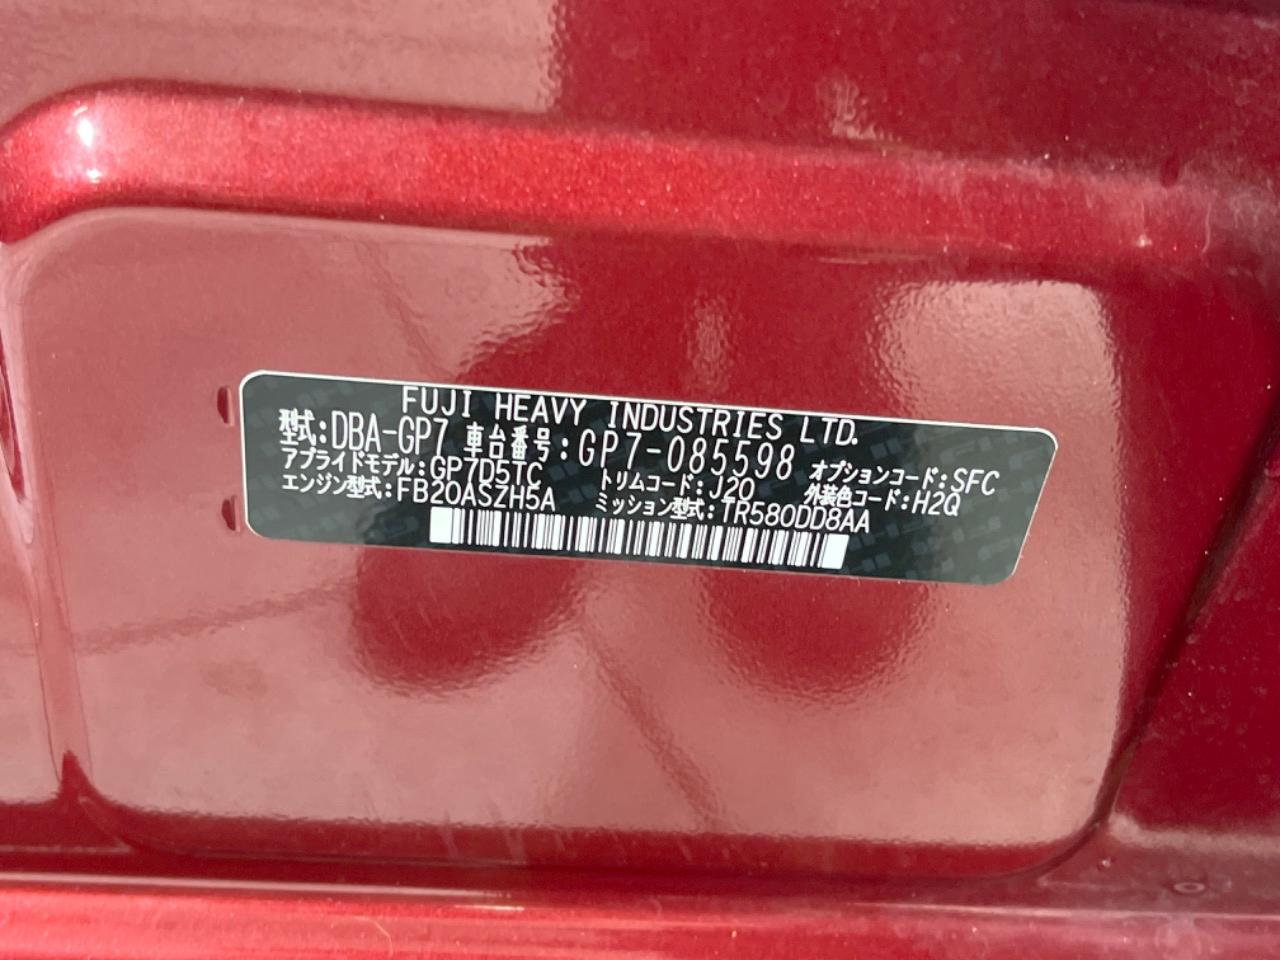 FUJI HEAVY INDUSTRIES LTD.
型式:DBA-GP7 車台番号:GP7-085598
アプライドモデル:GP7D5TC トリムコード:J20 オプションコード:SFC
エンジン型式:FB20ASZH5A ミッション型式:TR580DD8AA 外装色コード:H2Q